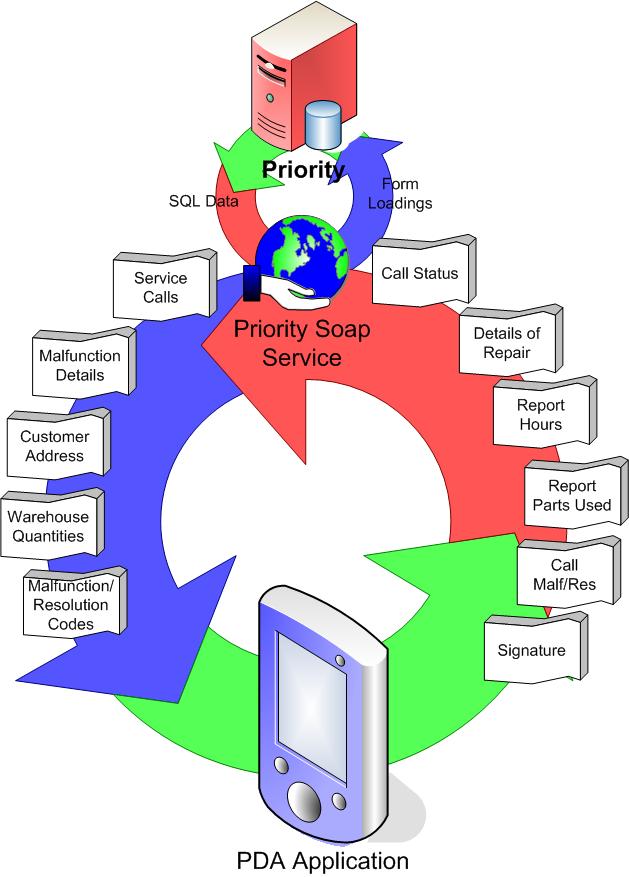 Priority
SQL Data
Form
Loadings
Priority Soap
Service
Service
Calls
Malfunction
Details
Customer
Address
Warehouse
Quantities
Malfunction/
Resolution
Codes
Call Status
Details of
Repair
Report
Hours
Report
Parts Used
Call
Malf/Res
Signature
PDA Application